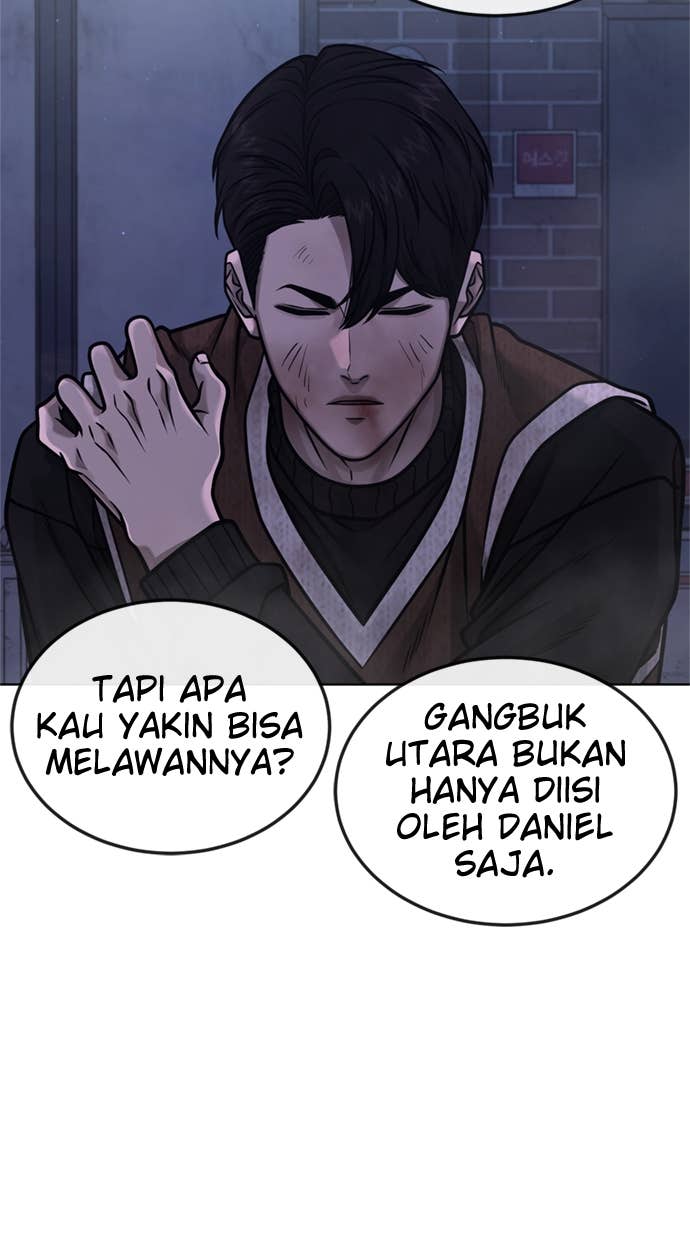 TAPI APA
KAU YAKIN BISA
MELAWANNYA?
GANGBUK
UTARA BUKAN
HANYA DIISI
OLEH DANIEL
SAJA.